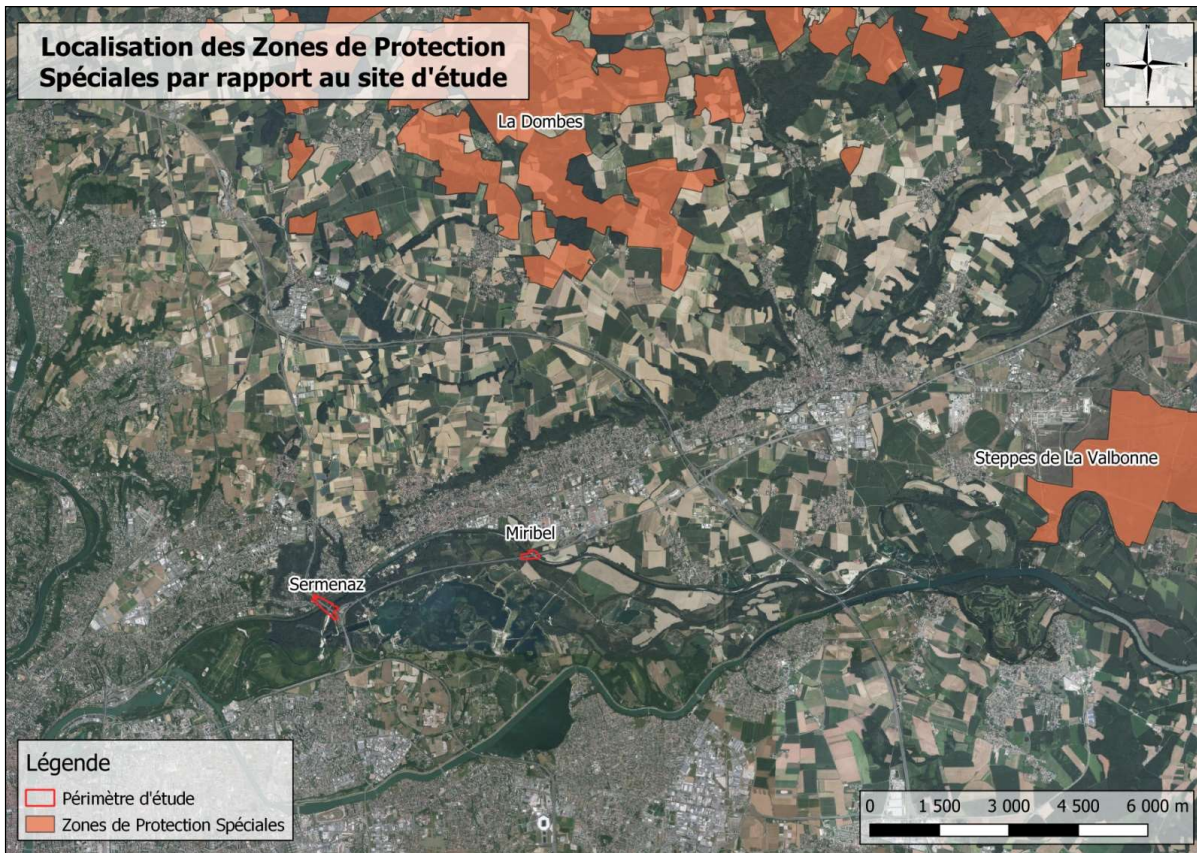 Localisation des Zones de Protection
Spéciales par rapport au site d'étude
N
O
E
S
La Dombes
Steppes de La Valbonne
Miribel
Sermenaz
Légende
Périmètre d'étude
Zones de Protection Spéciales
0 1 500 3 000 4 500 6 000 m